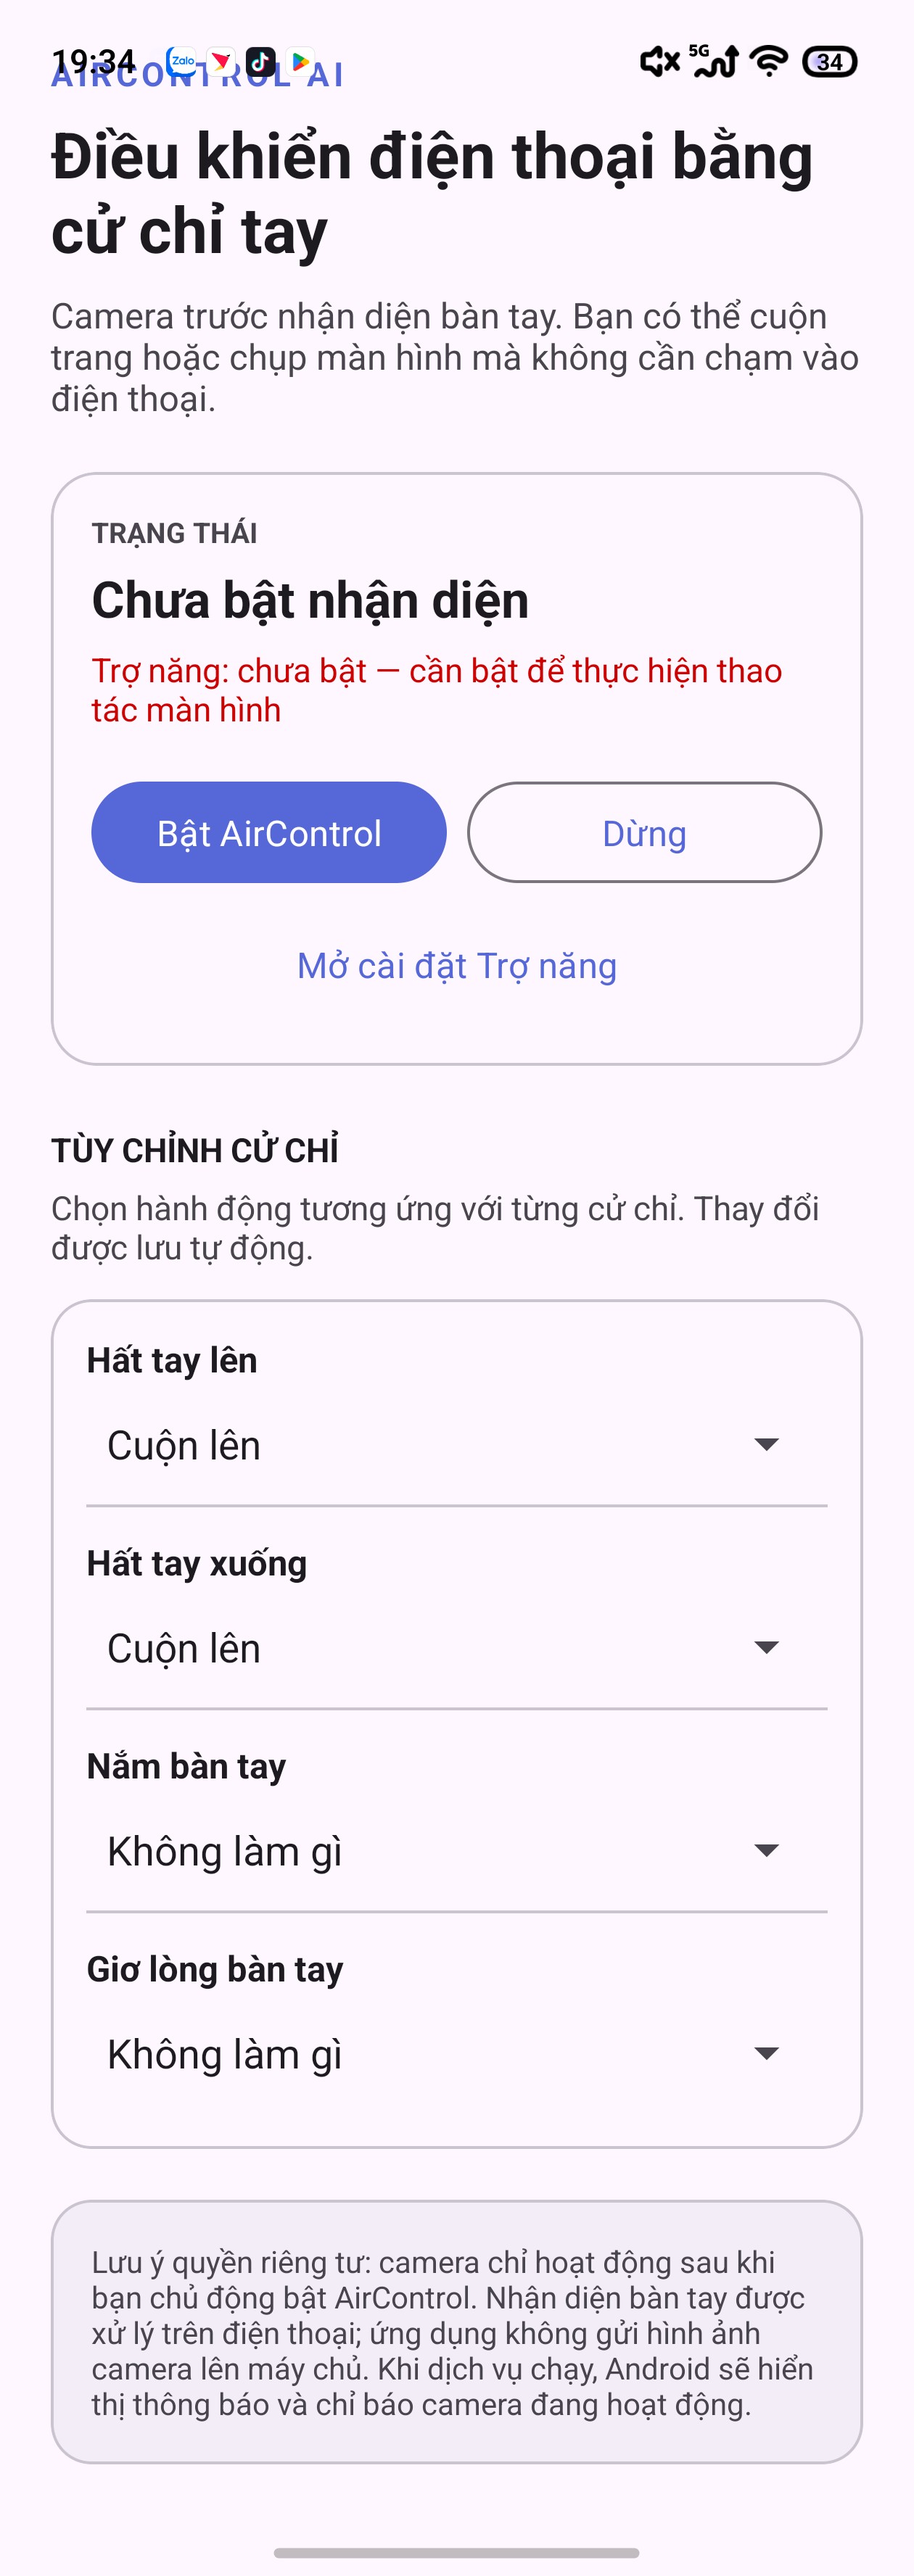 19:34 Zalo 5G 34
AIRCONTROL AI
Điều khiển điện thoại bằng
cử chỉ tay
Camera trước nhận diện bàn tay. Bạn có thể cuộn
trang hoặc chụp màn hình mà không cần chạm vào
điện thoại.
TRẠNG THÁI
Chưa bật nhận diện
Trợ năng: chưa bật — cần bật để thực hiện thao
tác màn hình
Bật AirControl Dừng
Mở cài đặt Trợ năng
TÙY CHỈNH CỬ CHỈ
Chọn hành động tương ứng với từng cử chỉ. Thay đổi
được lưu tự động.
Hất tay lên
Cuộn lên
Hất tay xuống
Cuộn lên
Nắm bàn tay
Không làm gì
Giơ lòng bàn tay
Không làm gì
Lưu ý quyền riêng tư: camera chỉ hoạt động sau khi
bạn chủ động bật AirControl. Nhận diện bàn tay được
xử lý trên điện thoại; ứng dụng không gửi hình ảnh
camera lên máy chủ. Khi dịch vụ chạy, Android sẽ hiển
thị thông báo và chỉ báo camera đang hoạt động.